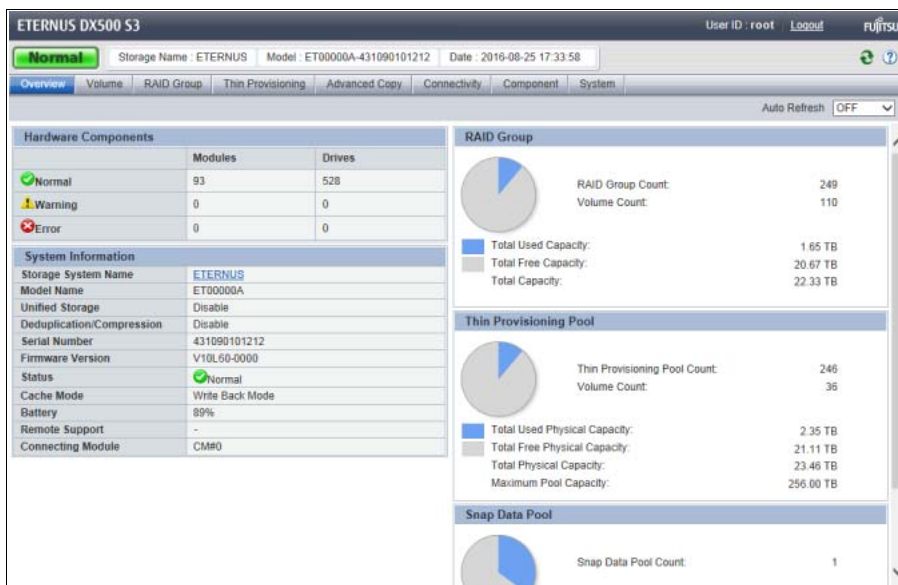 ETERNUS DX500 S3
User ID : root Logout FUJITSU
Normal Storage Name : ETERNUS Model : ET00000A-431090101212 Date : 2016-08-25 17:33:58
Overview Volume RAID Group Thin Provisioning Advanced Copy Connectivity Component System
Auto Refresh OFF
Hardware Components
Modules Drives
Normal 93 528
Warning 0 0
Error 0 0
System Information
Storage System Name ETERNUS
Model Name ET00000A
Unified Storage Disable
Deduplication/Compression Disable
Serial Number 431090101212
Firmware Version V10L60-0000
Status Normal
Cache Mode Write Back Mode
Battery 89%
Remote Support -
Connecting Module CM#0
RAID Group
RAID Group Count: 249
Volume Count: 110
Total Used Capacity: 1.65 TB
Total Free Capacity: 20.67 TB
Total Capacity: 22.33 TB
Thin Provisioning Pool
Thin Provisioning Pool Count: 246
Volume Count: 36
Total Used Physical Capacity: 2.35 TB
Total Free Physical Capacity: 21.11 TB
Total Physical Capacity: 23.46 TB
Maximum Pool Capacity: 256.00 TB
Snap Data Pool
Snap Data Pool Count: 1